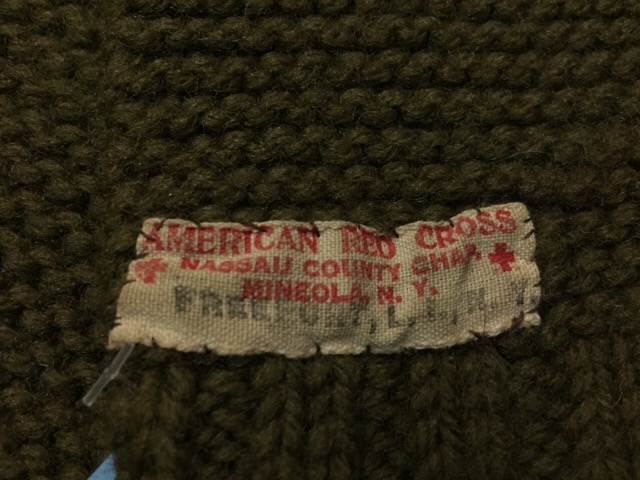 AMERICAN RED CROSS
NASSAU COUNTY CHAP.
MINEOLA, N. Y.
FREEPORT, L. I., N. Y.